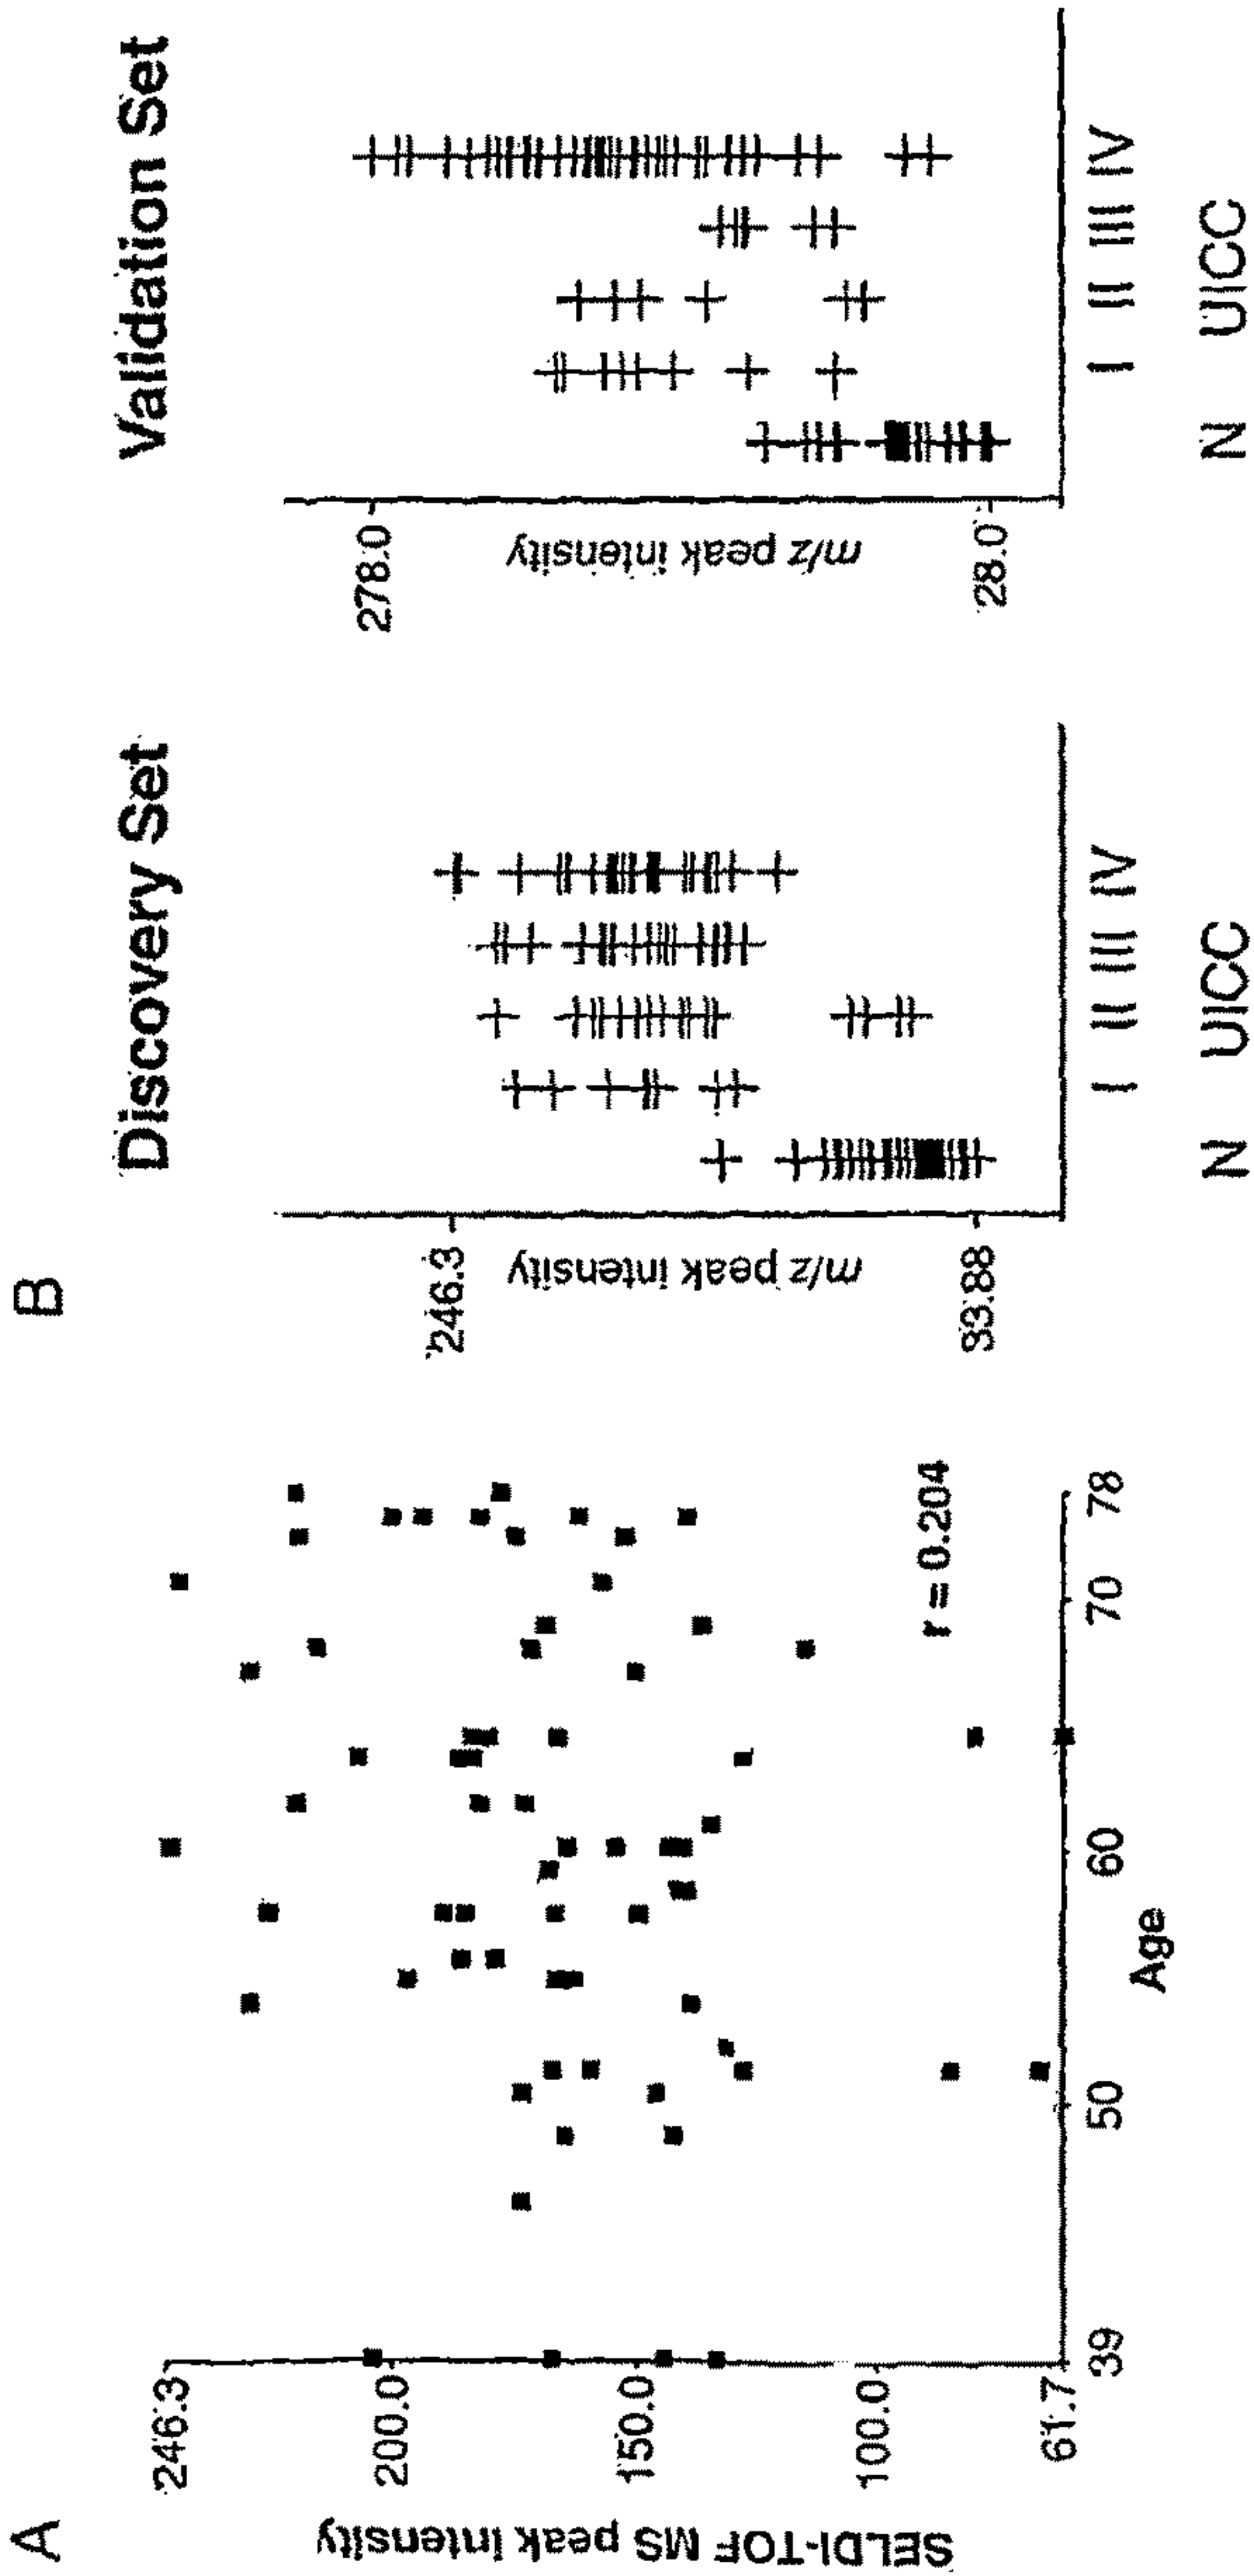 A
SELDI-TOF MS peak intensity
246.3
200.0
150.0
100.0
61.7
39
50
60
70
78
Age
r = 0.204
B
Discovery Set
m/z peak intensity
246.3
33.88
N
I
II
III
IV
UICC
Validation Set
m/z peak intensity
278.0
28.0
N
I
II
III
IV
UICC